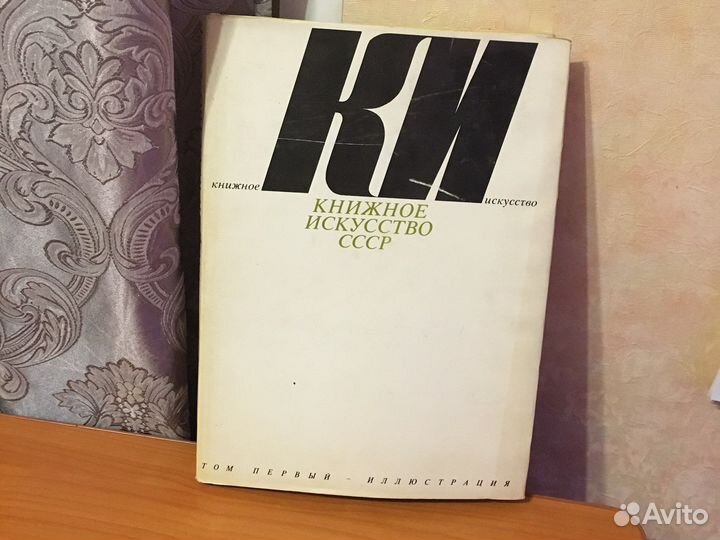 КИ
книжное искусство
КНИЖНОЕ
ИСКУССТВО
СССР
ТОМ ПЕРВЫЙ - ИЛЛЮСТРАЦИЯ
Avito